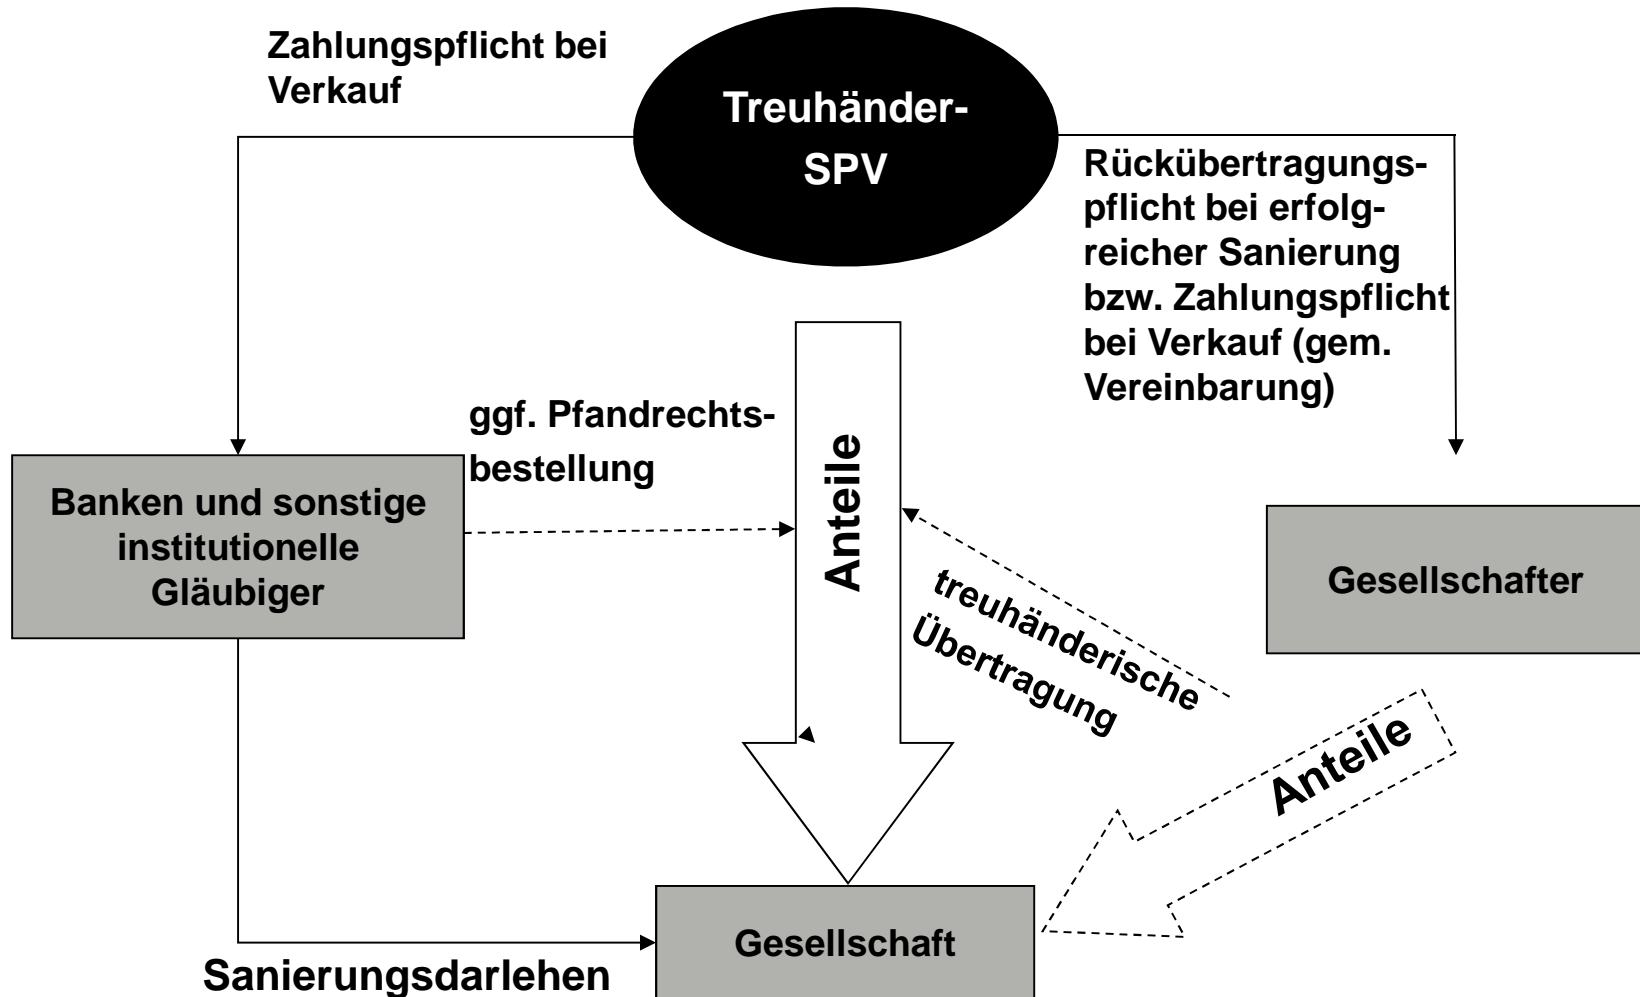 Zahlungspflicht bei
Verkauf
Treuhänder-
SPV
Rückübertragungs-
pflicht bei erfolg-
reicher Sanierung
bzw. Zahlungspflicht
bei Verkauf (gem.
Vereinbarung)
ggf. Pfandrechts-
bestellung
Anteile
Banken und sonstige
institutionelle
Gläubiger
treuhänderische
Übertragung
Gesellschafter
Anteile
Gesellschaft
Sanierungsdarlehen